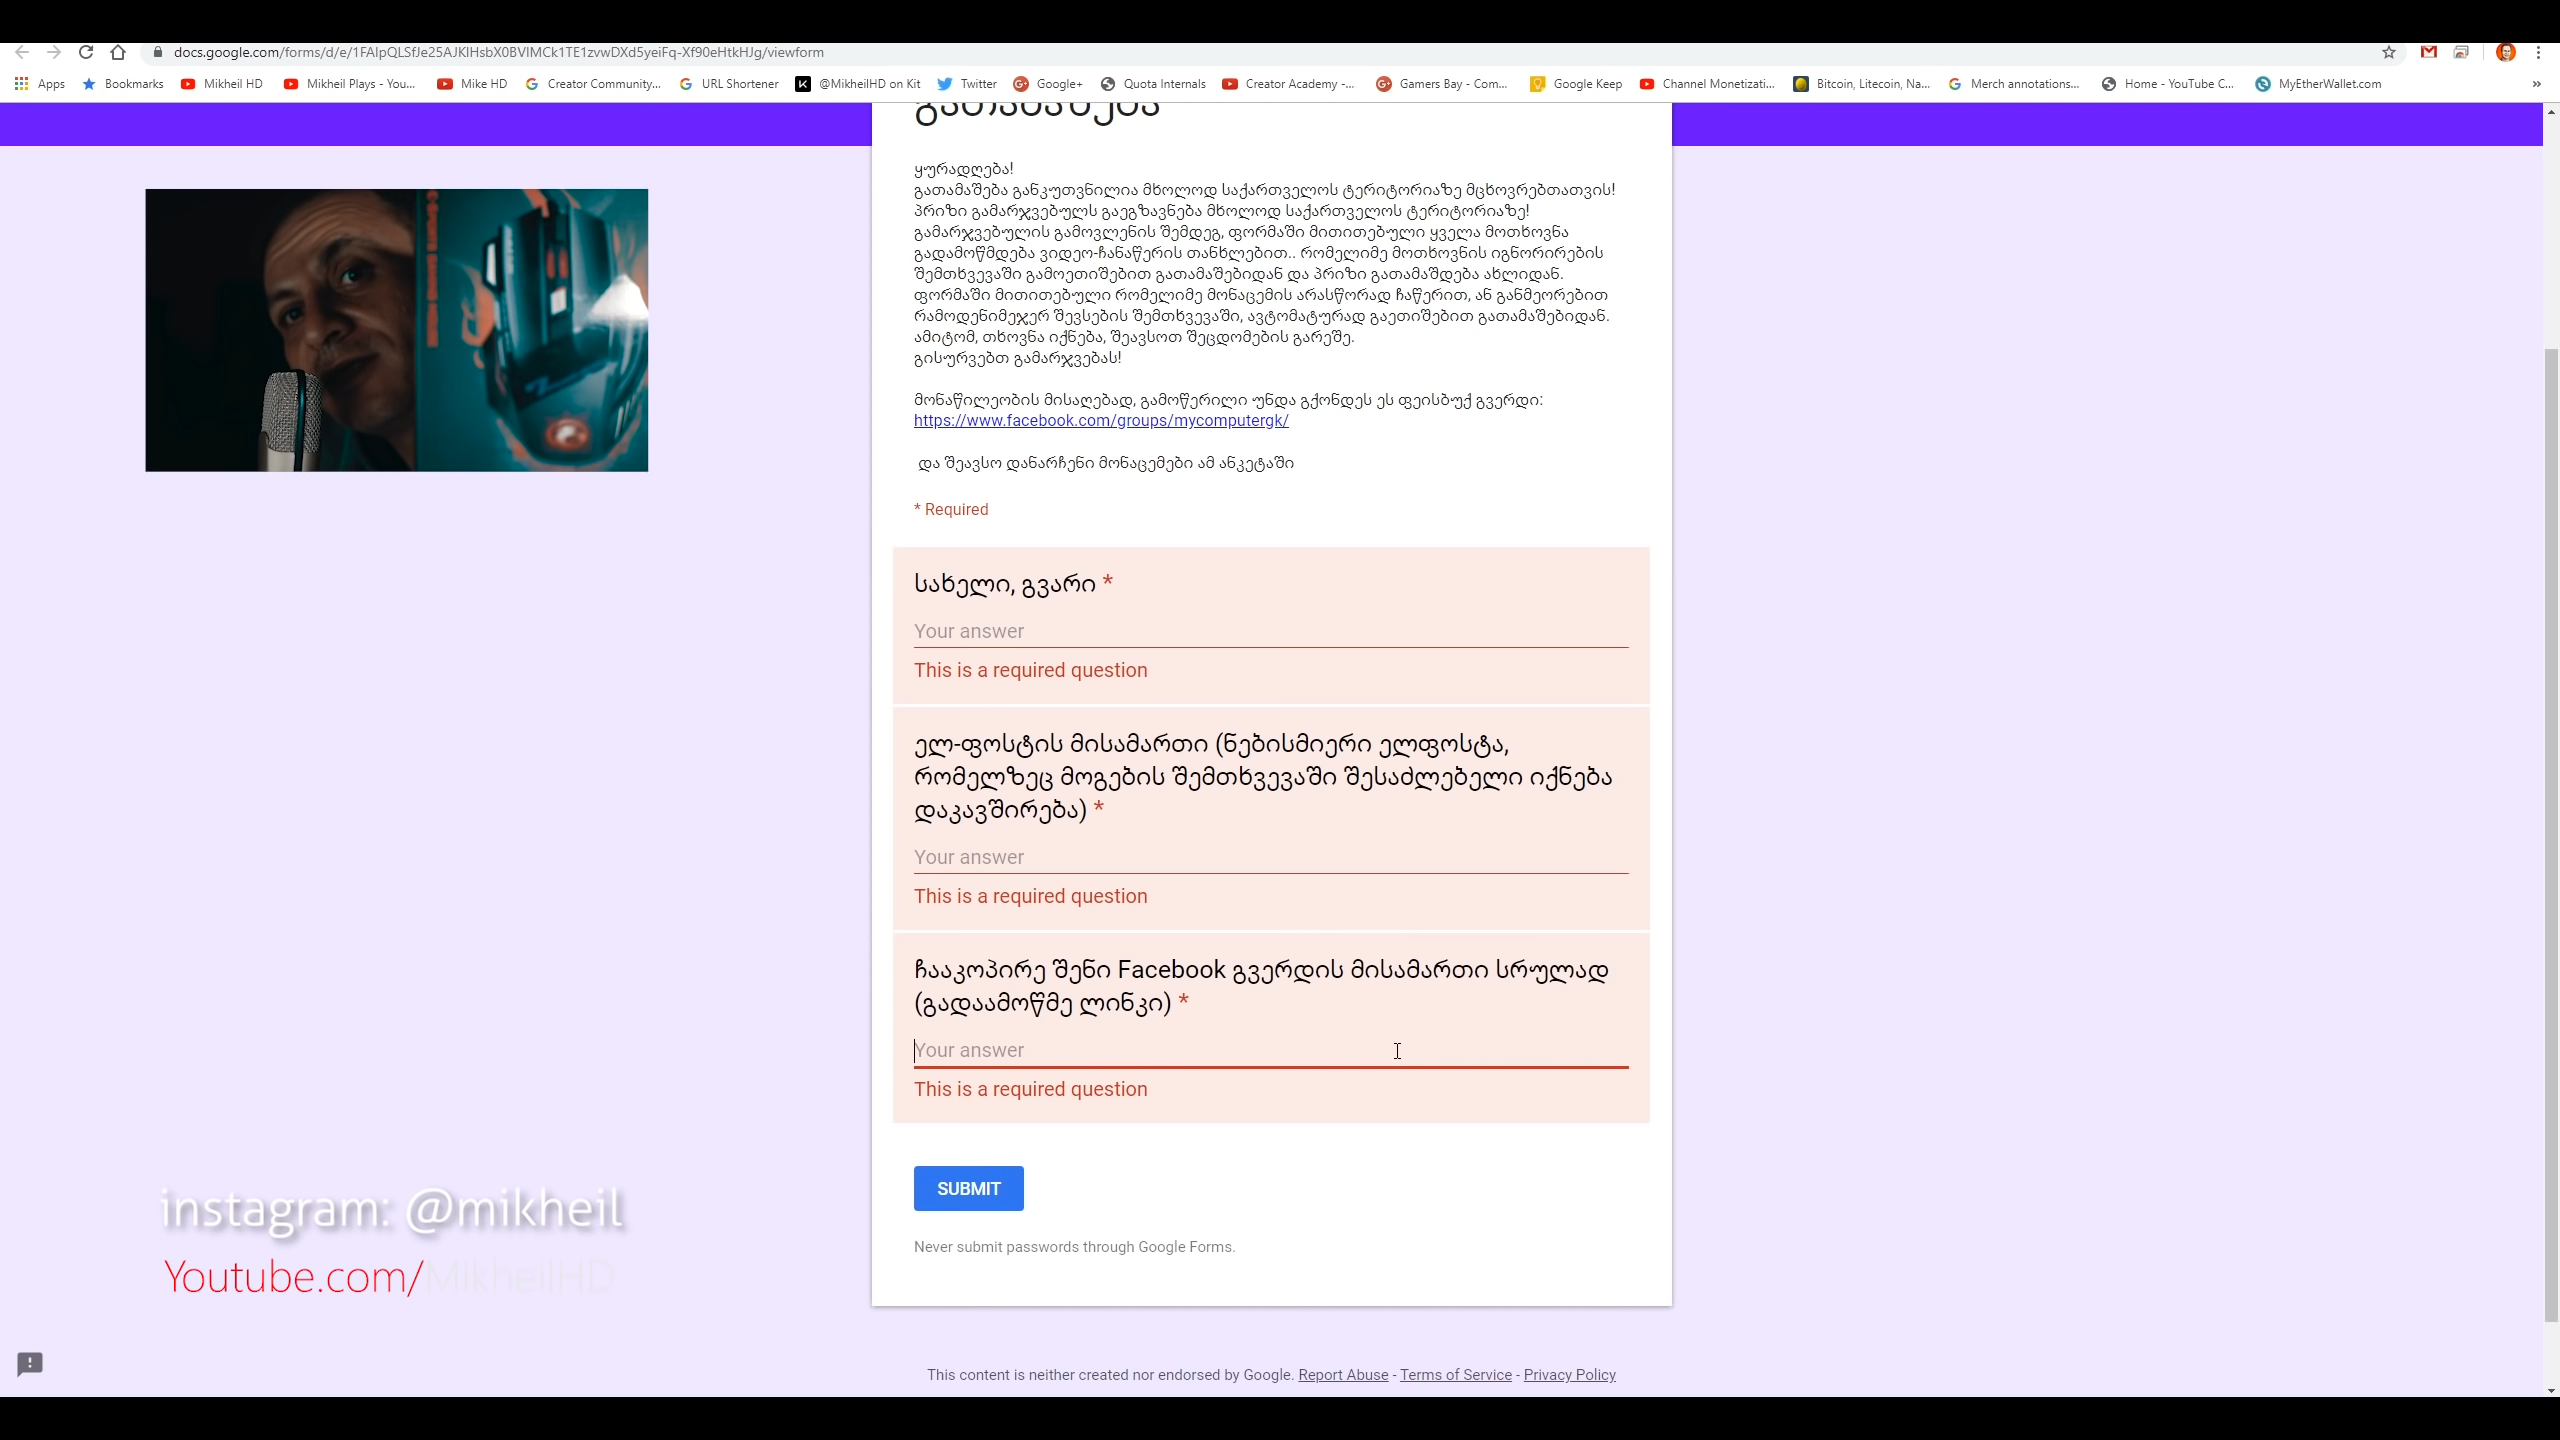 docs.google.com/forms/d/e/1FAIpQLSfJe25AJKIHsbX0BVIMCk1TE1zvwDXd5yeiFq-Xf90eHtkHJg/viewform
Apps Bookmarks Mikheil HD Mikheil Plays - You... Mike HD Creator Community... URL Shortener @MikheilHD on Kit Twitter Google+ Quota Internals Creator Academy -... Gamers Bay - Com... Google Keep Channel Monetizati... Bitcoin, Litecoin, Na... Merch annotations... Home - YouTube C... MyEtherWallet.com »
გათამაშება
ყურადღება!
გათამაშება განკუთვნილია მხოლოდ საქართველოს ტერიტორიაზე მცხოვრებთათვის!
პრიზი გამარჯვებულს გაეგზავნება მხოლოდ საქართველოს ტერიტორიაზე!
გამარჯვებულის გამოვლენის შემდეგ, ფორმაში მითითებული ყველა მოთხოვნა
გადამოწმდება ვიდეო-ჩანაწერის თანხლებით.. რომელიმე მოთხოვნის იგნორირების
შემთხვევაში გამოეთიშებით გათამაშებიდან და პრიზი გათამაშდება ახლიდან.
ფორმაში მითითებული რომელიმე მონაცემის არასწორად ჩაწერით, ან განმეორებით
რამოდენიმეჯერ შევსების შემთხვევაში, ავტომატურად გაეთიშებით გათამაშებიდან.
ამიტომ, თხოვნა იქნება, შეავსოთ შეცდომების გარეშე.
გისურვებთ გამარჯვებას!
მონაწილეობის მისაღებად, გამოწერილი უნდა გქონდეს ეს ფეისბუქ გვერდი:
https://www.facebook.com/groups/mycomputergk/
და შეავსო დანარჩენი მონაცემები ამ ანკეტაში
* Required
სახელი, გვარი *
Your answer
This is a required question
ელ-ფოსტის მისამართი (ნებისმიერი ელფოსტა,
რომელზეც მოგების შემთხვევაში შესაძლებელი იქნება
დაკავშირება) *
Your answer
This is a required question
ჩააკოპირე შენი Facebook გვერდის მისამართი სრულად
(გადაამოწმე ლინკი) *
Your answer
This is a required question
SUBMIT
Never submit passwords through Google Forms.
instagram: @mikheil
Youtube.com/MikheilHD
This content is neither created nor endorsed by Google. Report Abuse - Terms of Service - Privacy Policy